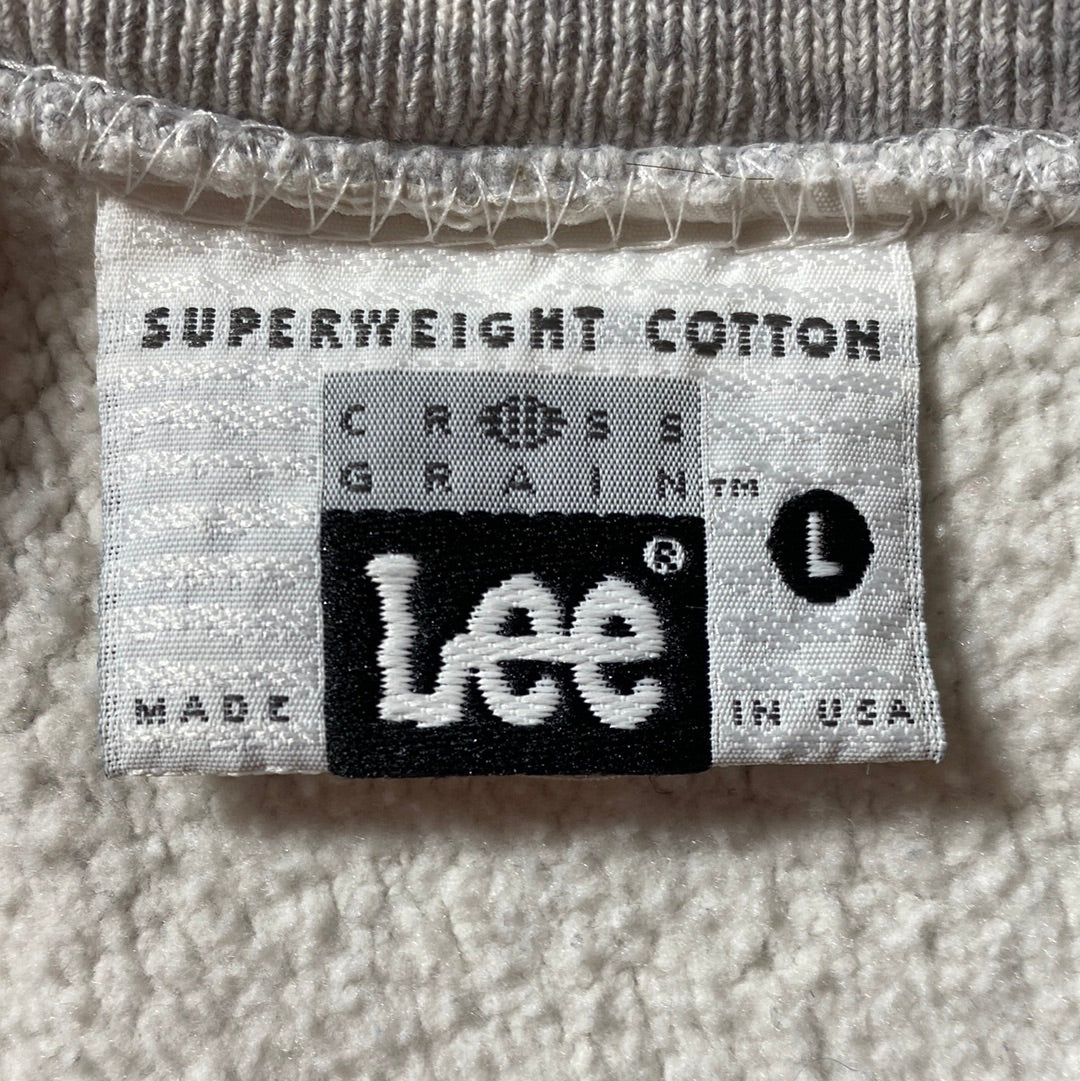 SUPERWEIGHT COTTON
CROSS
GRAIN™
Lee®
L
MADE IN USA